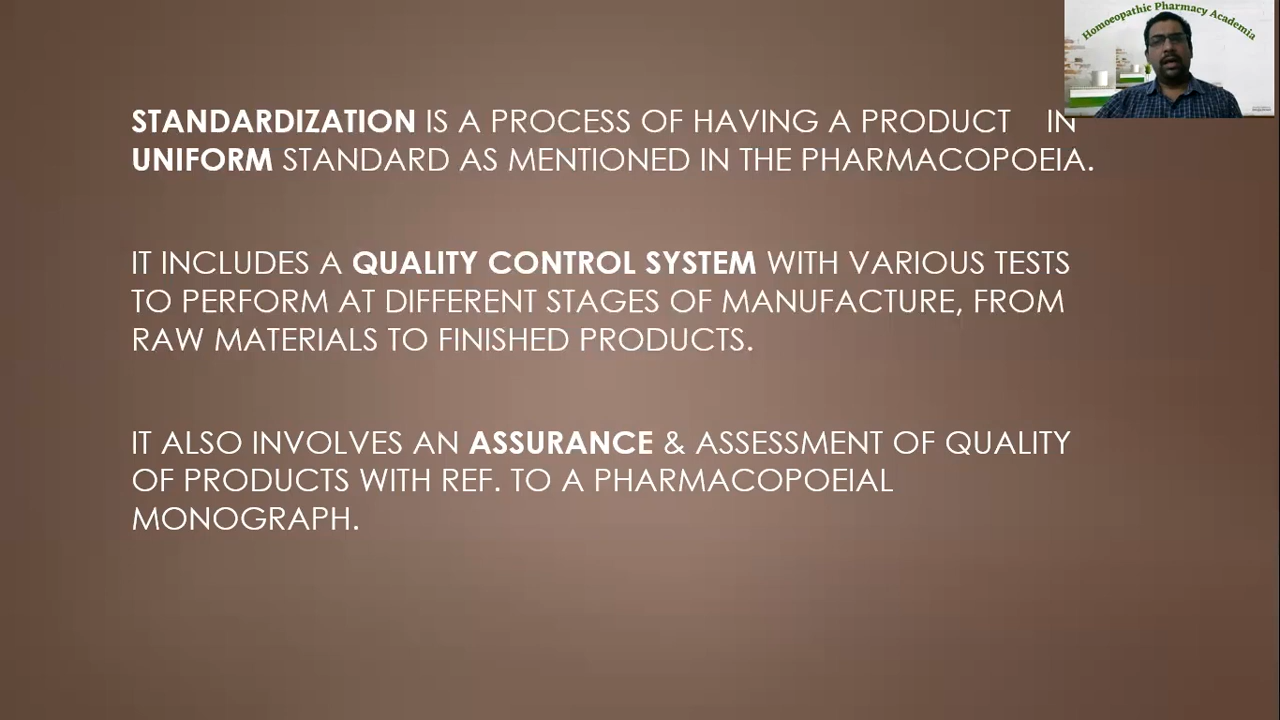 Homoeopathic Pharmacy Academia
STANDARDIZATION IS A PROCESS OF HAVING A PRODUCT IN
UNIFORM STANDARD AS MENTIONED IN THE PHARMACOPOEIA.
IT INCLUDES A QUALITY CONTROL SYSTEM WITH VARIOUS TESTS
TO PERFORM AT DIFFERENT STAGES OF MANUFACTURE, FROM
RAW MATERIALS TO FINISHED PRODUCTS.
IT ALSO INVOLVES AN ASSURANCE & ASSESSMENT OF QUALITY
OF PRODUCTS WITH REF. TO A PHARMACOPOEIAL
MONOGRAPH.